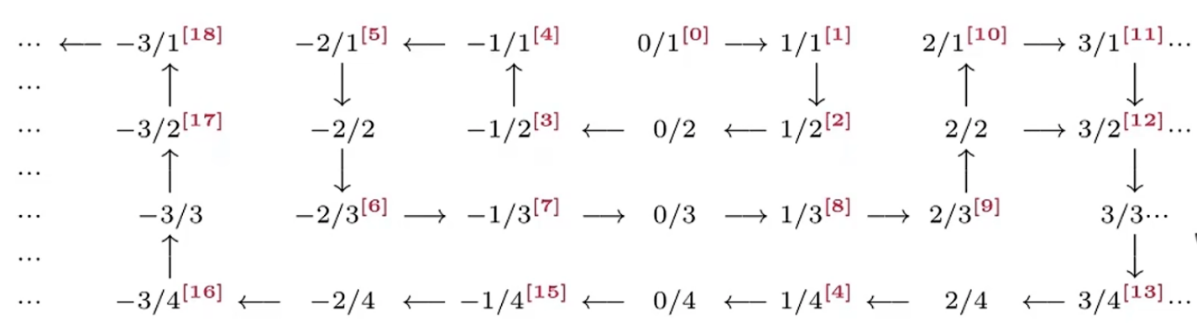 ⋯ ⟵ −3/1[18] −2/1[5] ⟵ −1/1[4] 0/1[0] ⟶ 1/1[1] 2/1[10] ⟶ 3/1[11]⋯
⋯ ↑ ↓ ↑ ↓ ↑ ↓
⋯ −3/2[17] −2/2 −1/2[3] ⟵ 0/2 ⟵ 1/2[2] 2/2 ⟶ 3/2[12]⋯
⋯ ↑ ↓ ↑ ↓
⋯ −3/3 −2/3[6] ⟶ −1/3[7] ⟶ 0/3 ⟶ 1/3[8] ⟶ 2/3[9] 3/3⋯
⋯ ↑ ↓
⋯ −3/4[16] ⟵ −2/4 ⟵ −1/4[15] ⟵ 0/4 ⟵ 1/4[4] ⟵ 2/4 ⟵ 3/4[13]⋯